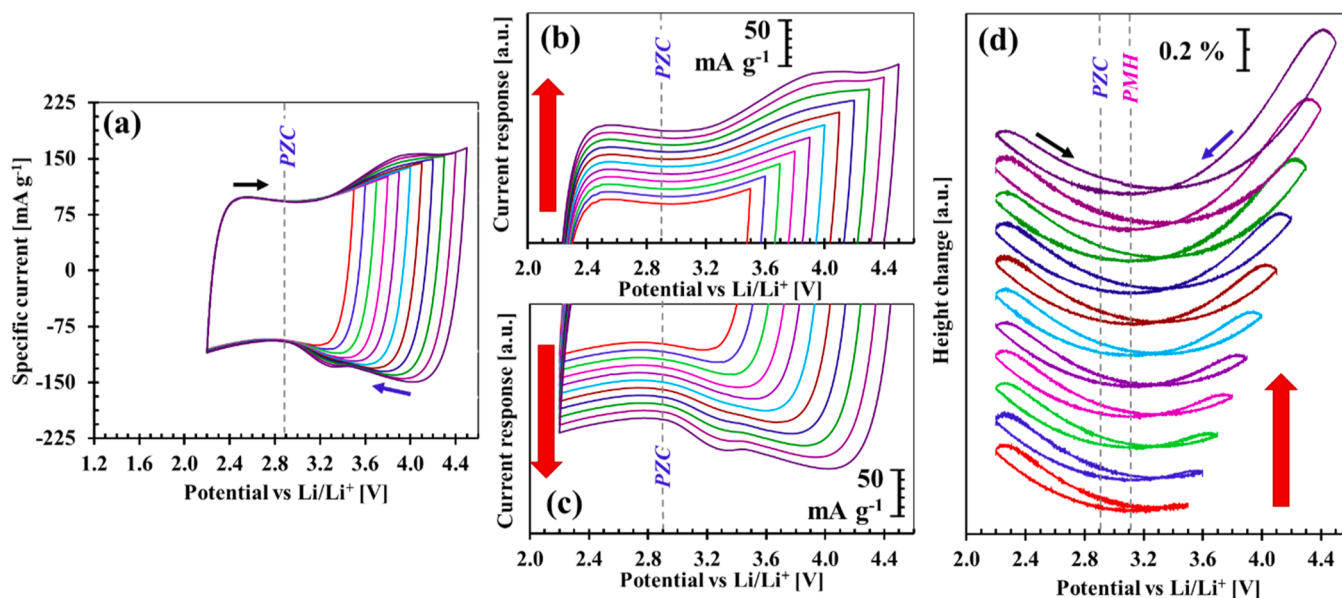 (a)
PZC
225
150
75
0
-75
-150
-225
Specific current [mA g-1]
1.2 1.6 2.0 2.4 2.8 3.2 3.6 4.0 4.4
Potential vs Li/Li+ [V]
(b)
PZC
50
mA g-1
Current response [a.u.]
2.0 2.4 2.8 3.2 3.6 4.0 4.4
Potential vs Li/Li+ [V]
(c)
PZC
50
mA g-1
Current response [a.u.]
2.0 2.4 2.8 3.2 3.6 4.0 4.4
Potential vs Li/Li+ [V]
(d)
PZC
PMH
0.2 %
Height change [a.u.]
2.0 2.4 2.8 3.2 3.6 4.0 4.4
Potential vs Li/Li+ [V]